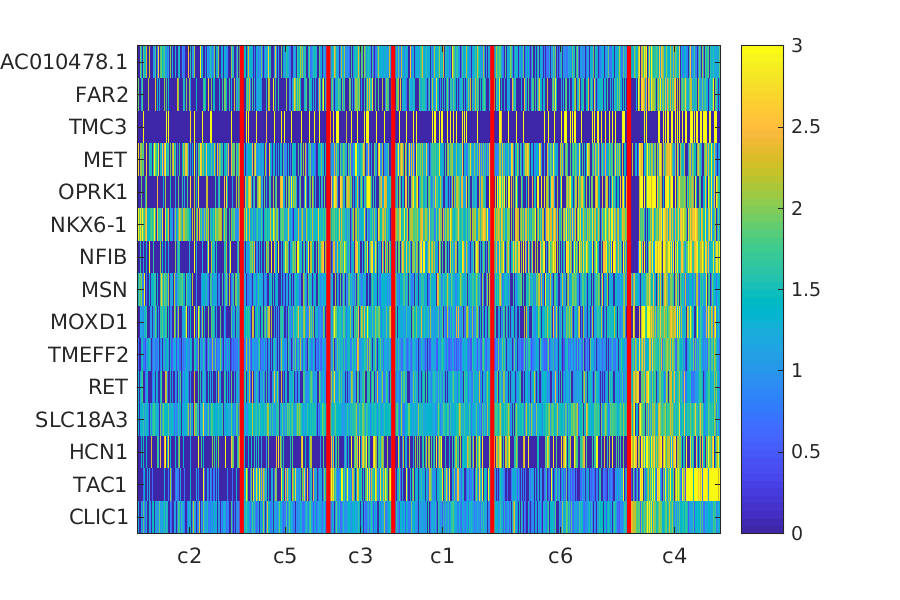 AC010478.1
FAR2
TMC3
MET
OPRK1
NKX6-1
NFIB
MSN
MOXD1
TMEFF2
RET
SLC18A3
HCN1
TAC1
CLIC1
c2 c5 c3 c1 c6 c4
3
2.5
2
1.5
1
0.5
0